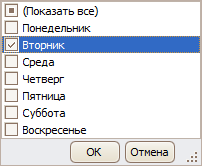 (Показать все)
Понедельник
Вторник
Среда
Четверг
Пятница
Суббота
Воскресенье
ОК Отмена